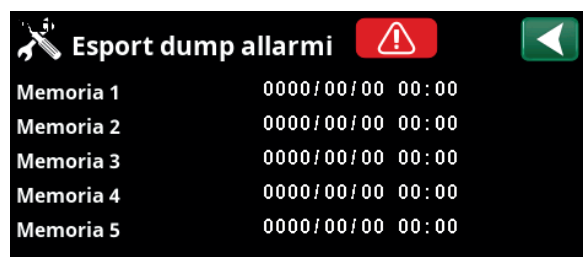 Esport dump allarmi
Memoria 1 0000/00/00 00:00
Memoria 2 0000/00/00 00:00
Memoria 3 0000/00/00 00:00
Memoria 4 0000/00/00 00:00
Memoria 5 0000/00/00 00:00